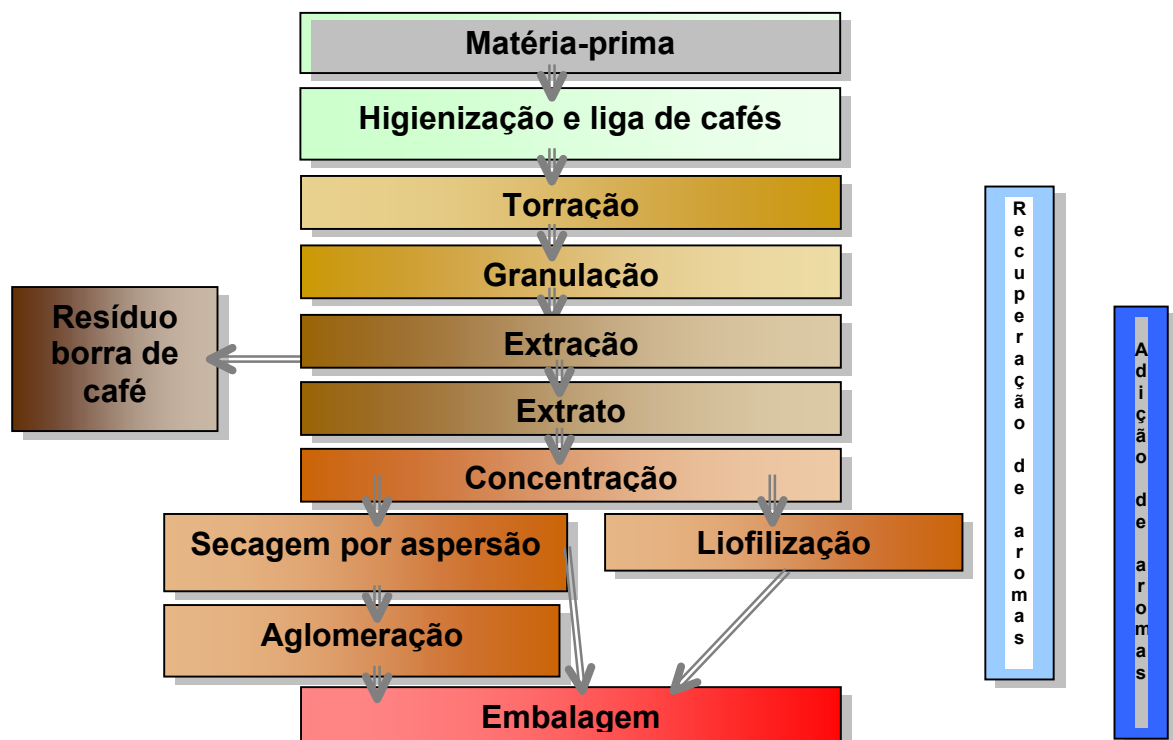 Matéria-prima
Higienização e liga de cafés
Torração
Granulação
Resíduo
borra de
café
Extração
Extrato
Concentração
Secagem por aspersão
Liofilização
Aglomeração
Embalagem
Recuperação de aromas
Adição de aromas